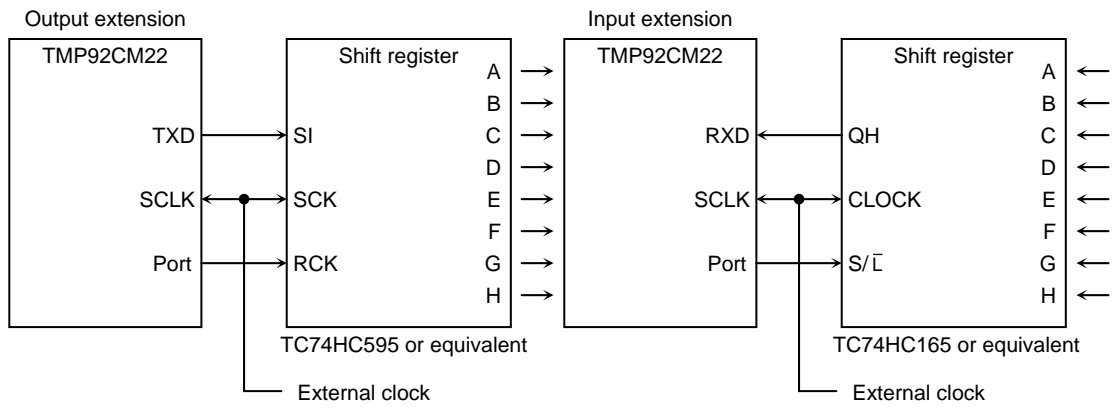 Output extension
TMP92CM22
TXD
SCLK
Port
Shift register
SI
SCK
RCK
A
B
C
D
E
F
G
H
TC74HC595 or equivalent
External clock
Input extension
TMP92CM22
RXD
SCLK
Port
Shift register
QH
CLOCK
S/L̅
A
B
C
D
E
F
G
H
TC74HC165 or equivalent
External clock